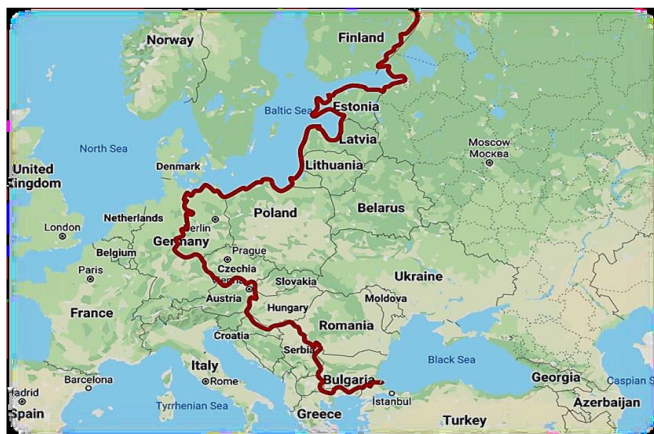 Norway
Finland
Baltic Sea
Estonia
Latvia
Moscow
Москва
North Sea
Denmark
Lithuania
United
Kingdom
Netherlands
Poland
Belarus
London
Germany
Belgium
Prague
Paris
Czechia
Slovakia
Ukraine
Austria
Moldova
France
Hungary
Romania
Croatia
Serbia
Italy
Black Sea
Rome
Bulgaria
Georgia
Caspian S
Barcelona
İstanbul
Azerbaijan
Tyrrhenian Sea
Spain
Greece
Turkey